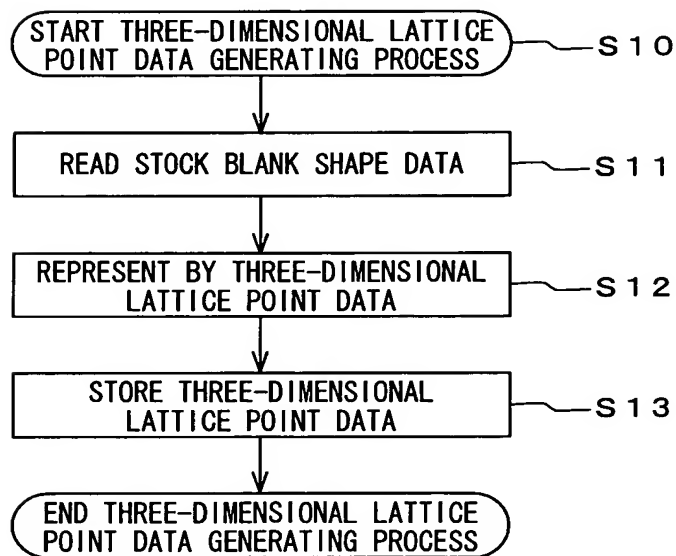 START THREE-DIMENSIONAL LATTICE
POINT DATA GENERATING PROCESS
S10
READ STOCK BLANK SHAPE DATA
S11
REPRESENT BY THREE-DIMENSIONAL
LATTICE POINT DATA
S12
STORE THREE-DIMENSIONAL
LATTICE POINT DATA
S13
END THREE-DIMENSIONAL LATTICE
POINT DATA GENERATING PROCESS